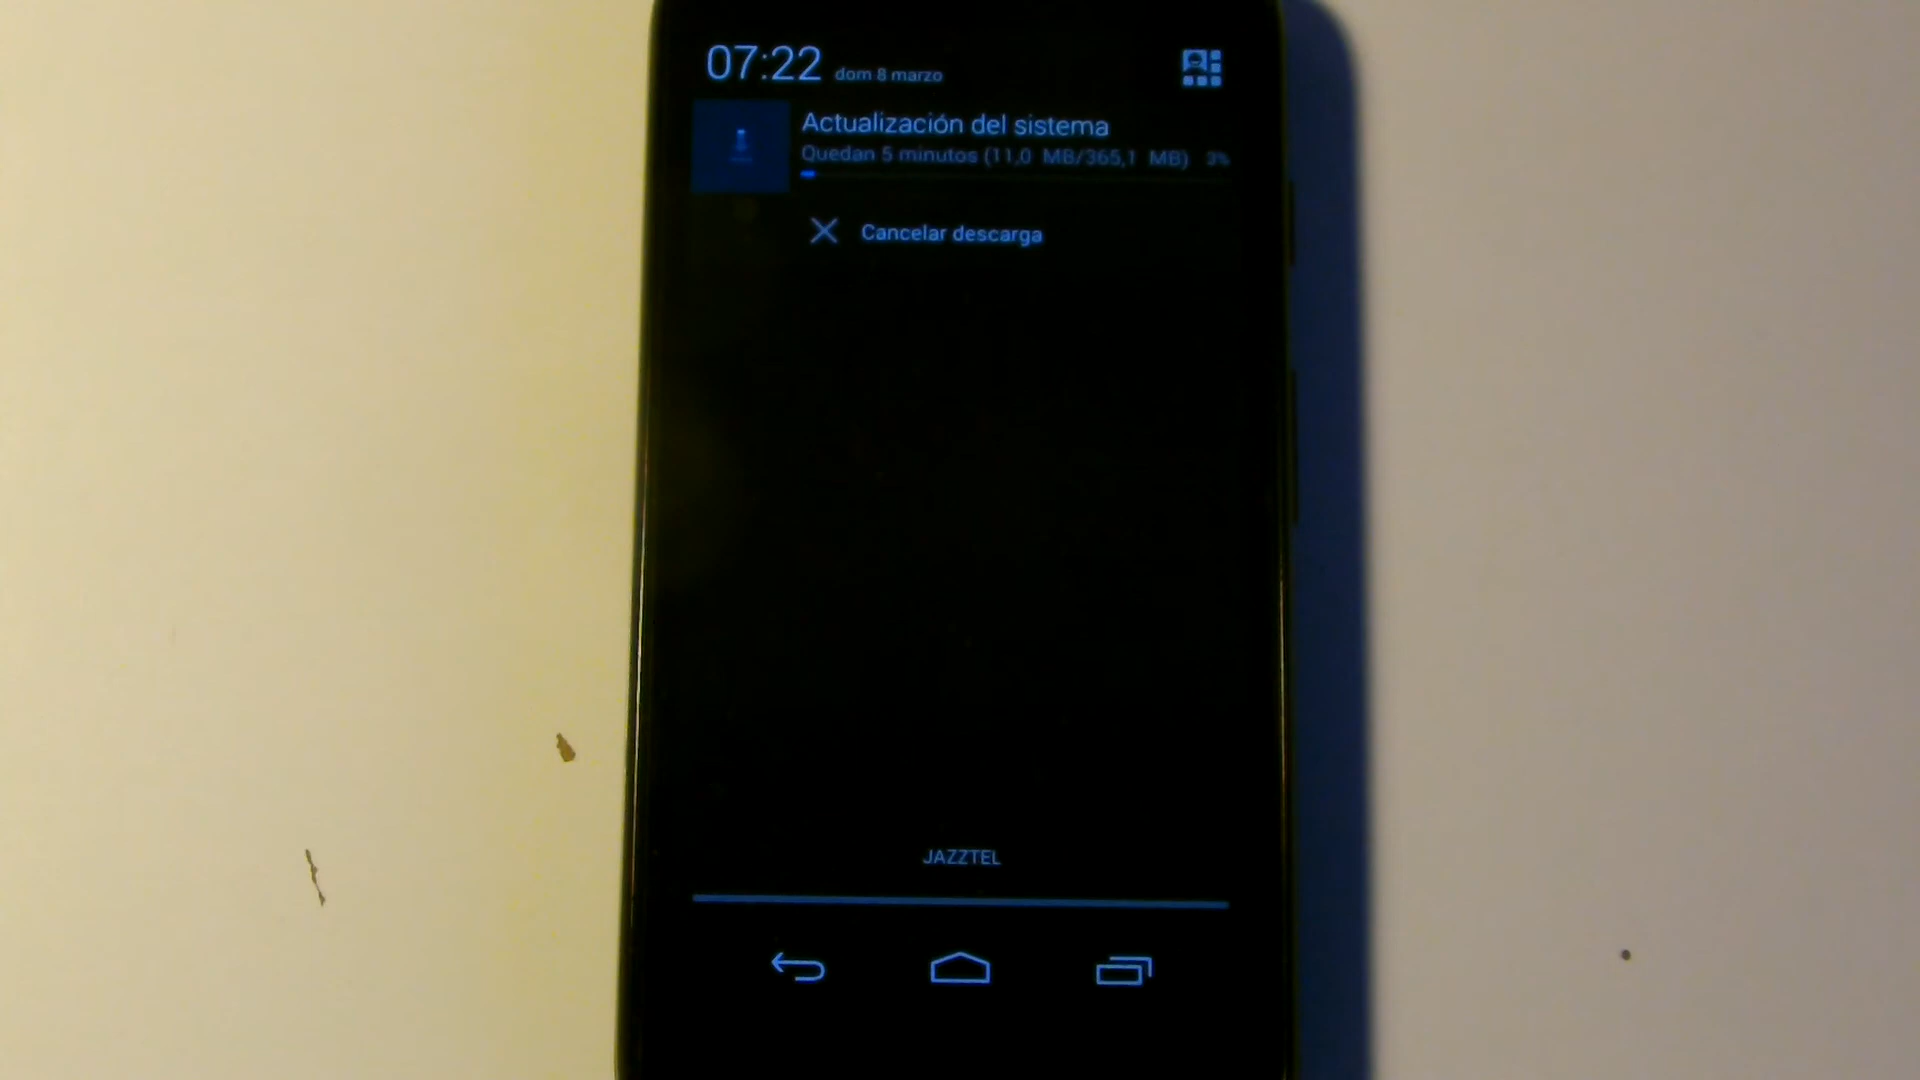 07:22 dom 8 marzo
Actualización del sistema
Quedan 5 minutos (11,0 MB/365,1 MB) 3%
Cancelar descarga
JAZZTEL